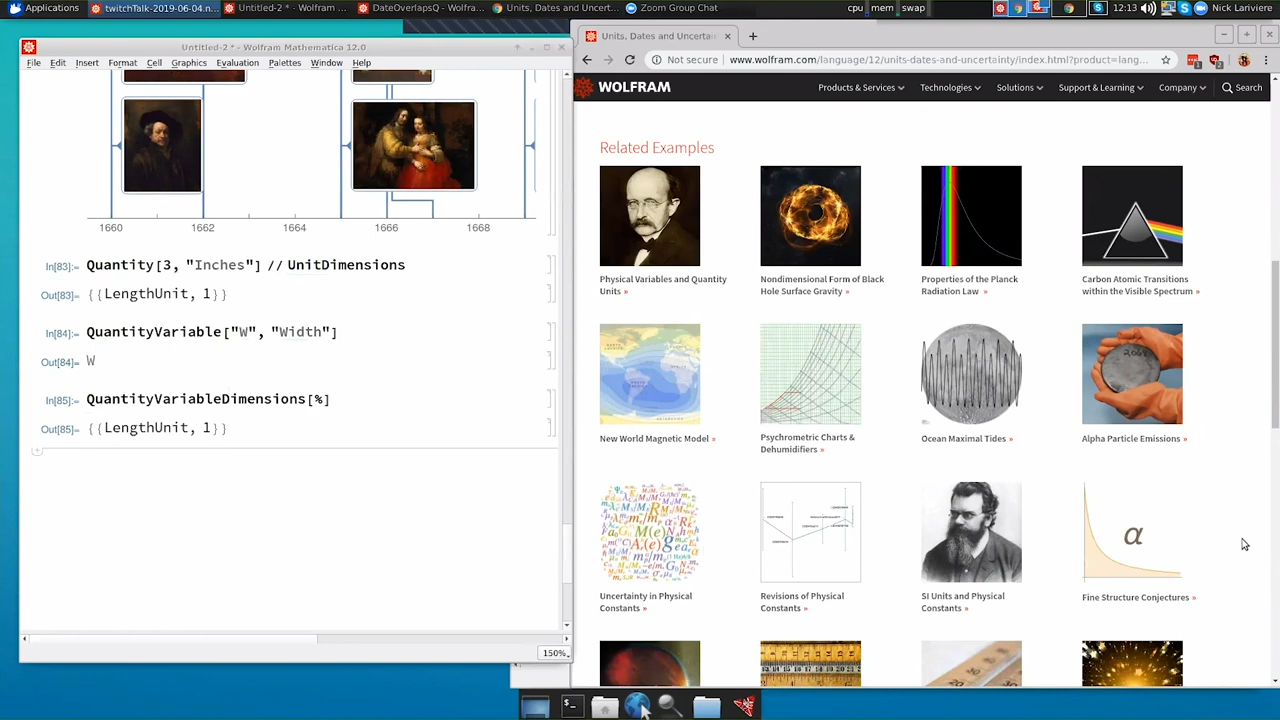 Applications
twitchTalk-2019-06-04.n...
Untitled-2 * - Wolfram ...
DateOverlapsQ - Wolfr...
Units, Dates and Uncert...
Zoom Group Chat
cpu
mem
swap
12:13
Nick Lariviere
Untitled-2 * - Wolfram Mathematica 12.0
File Edit Insert Format Cell Graphics Evaluation Palettes Window Help
1660 1662 1664 1666 1668
In[83]:= Quantity[3, "Inches"] // UnitDimensions
Out[83]= {{LengthUnit, 1}}
In[84]:= QuantityVariable["W", "Width"]
Out[84]= W
In[85]:= QuantityVariableDimensions[%]
Out[85]= {{LengthUnit, 1}}
150%
Units, Dates and Uncertai
Not secure
www.wolfram.com/language/12/units-dates-and-uncertainty/index.html?product=lang...
WOLFRAM
Products & Services
Technologies
Solutions
Support & Learning
Company
Search
Related Examples
Physical Variables and Quantity
Units »
Nondimensional Form of Black
Hole Surface Gravity »
Properties of the Planck
Radiation Law »
Carbon Atomic Transitions
within the Visible Spectrum »
New World Magnetic Model »
Psychrometric Charts &
Dehumidifiers »
Ocean Maximal Tides »
Alpha Particle Emissions »
α
Uncertainty in Physical
Constants »
Revisions of Physical
Constants »
SI Units and Physical
Constants »
Fine Structure Conjectures »